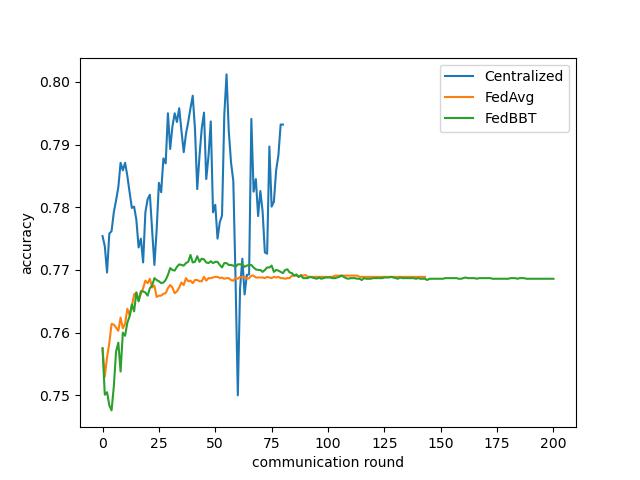 Centralized
FedAvg
FedBBT
0.80
0.79
0.78
0.77
0.76
0.75
accuracy
0 25 50 75 100 125 150 175 200
communication round